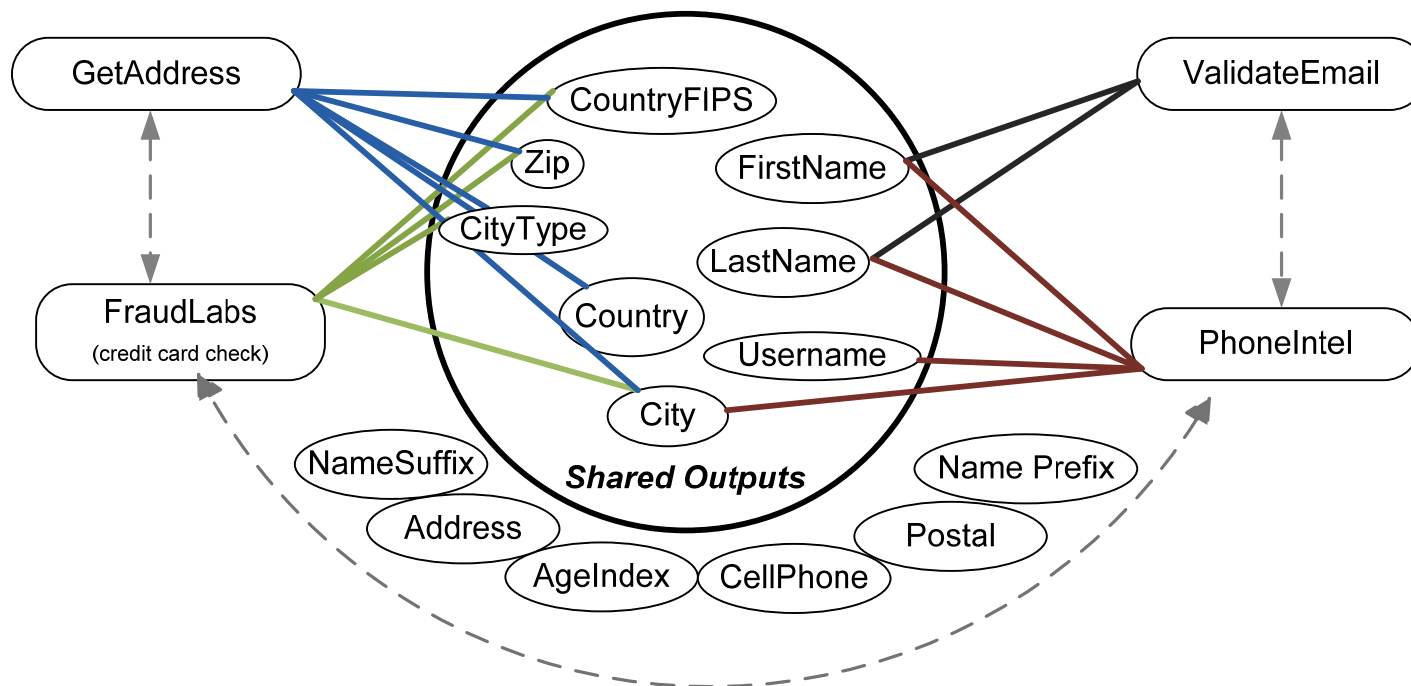 GetAddress
ValidateEmail
CountryFIPS
Zip
FirstName
CityType
LastName
FraudLabs
(credit card check)
Country
Username
PhoneIntel
City
Shared Outputs
NameSuffix
Name Prefix
Address
Postal
AgeIndex
CellPhone